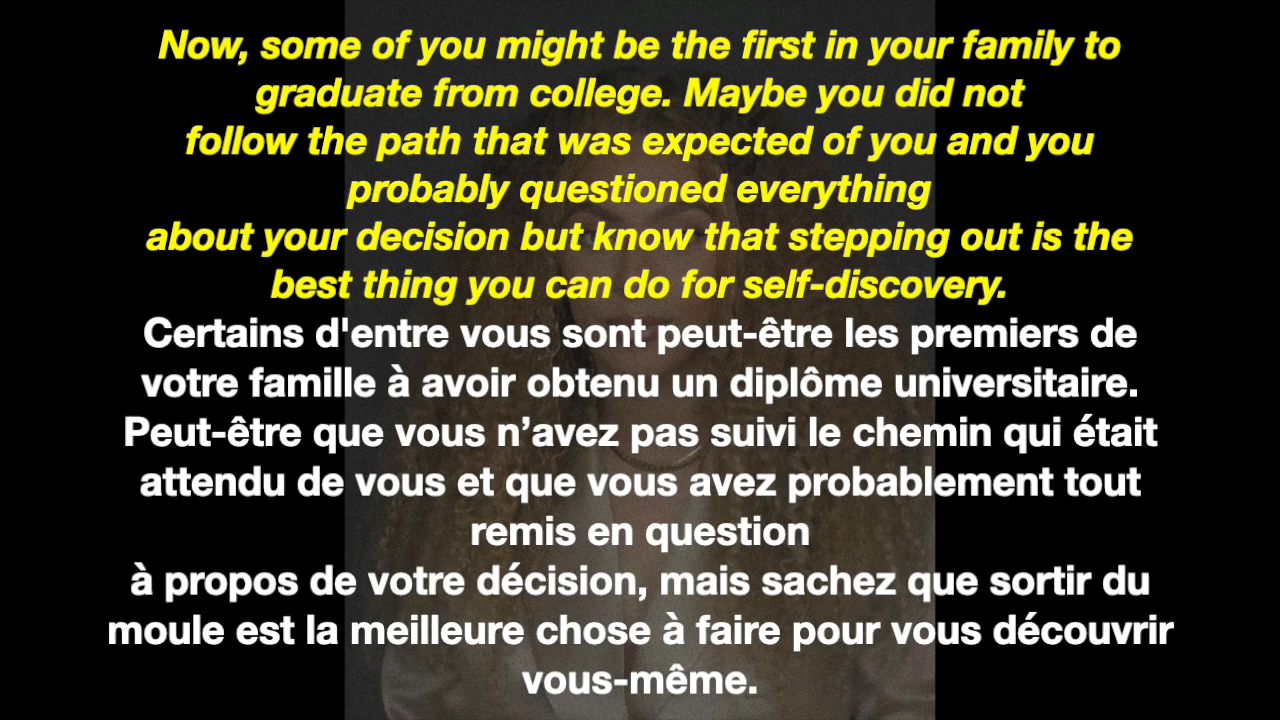 Now, some of you might be the first in your family to
graduate from college. Maybe you did not
follow the path that was expected of you and you
probably questioned everything
about your decision but know that stepping out is the
best thing you can do for self-discovery.
Certains d'entre vous sont peut-être les premiers de
votre famille à avoir obtenu un diplôme universitaire.
Peut-être que vous n’avez pas suivi le chemin qui était
attendu de vous et que vous avez probablement tout
remis en question
à propos de votre décision, mais sachez que sortir du
moule est la meilleure chose à faire pour vous découvrir
vous-même.